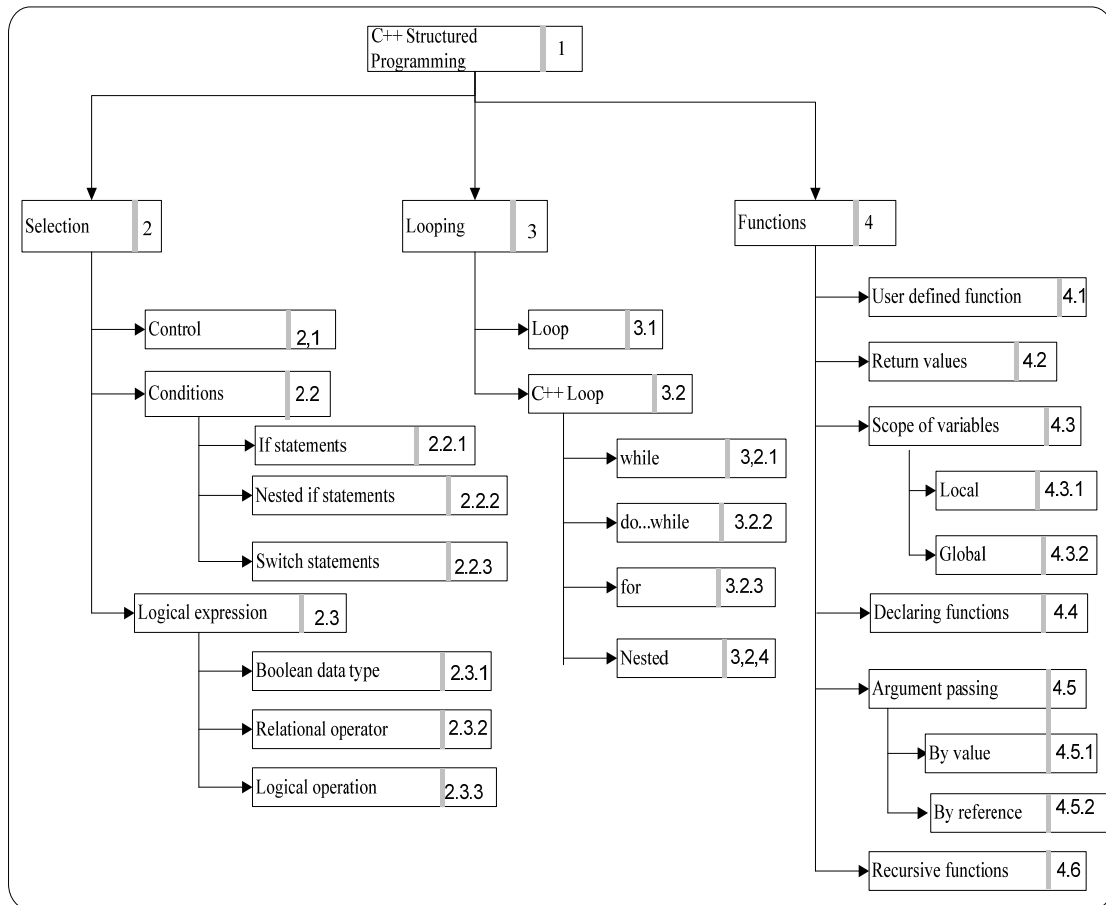 C++ Structured
Programming
1
Selection
2
Looping
3
Functions
4
Control
2,1
Conditions
2.2
If statements
2.2.1
Nested if statements
2.2.2
Switch statements
2.2.3
Logical expression
2.3
Boolean data type
2.3.1
Relational operator
2.3.2
Logical operation
2.3.3
Loop
3.1
C++ Loop
3.2
while
3,2.1
do...while
3.2.2
for
3.2.3
Nested
3,2,4
User defined function
4.1
Return values
4.2
Scope of variables
4.3
Local
4.3.1
Global
4.3.2
Declaring functions
4.4
Argument passing
4.5
By value
4.5.1
By reference
4.5.2
Recursive functions
4.6